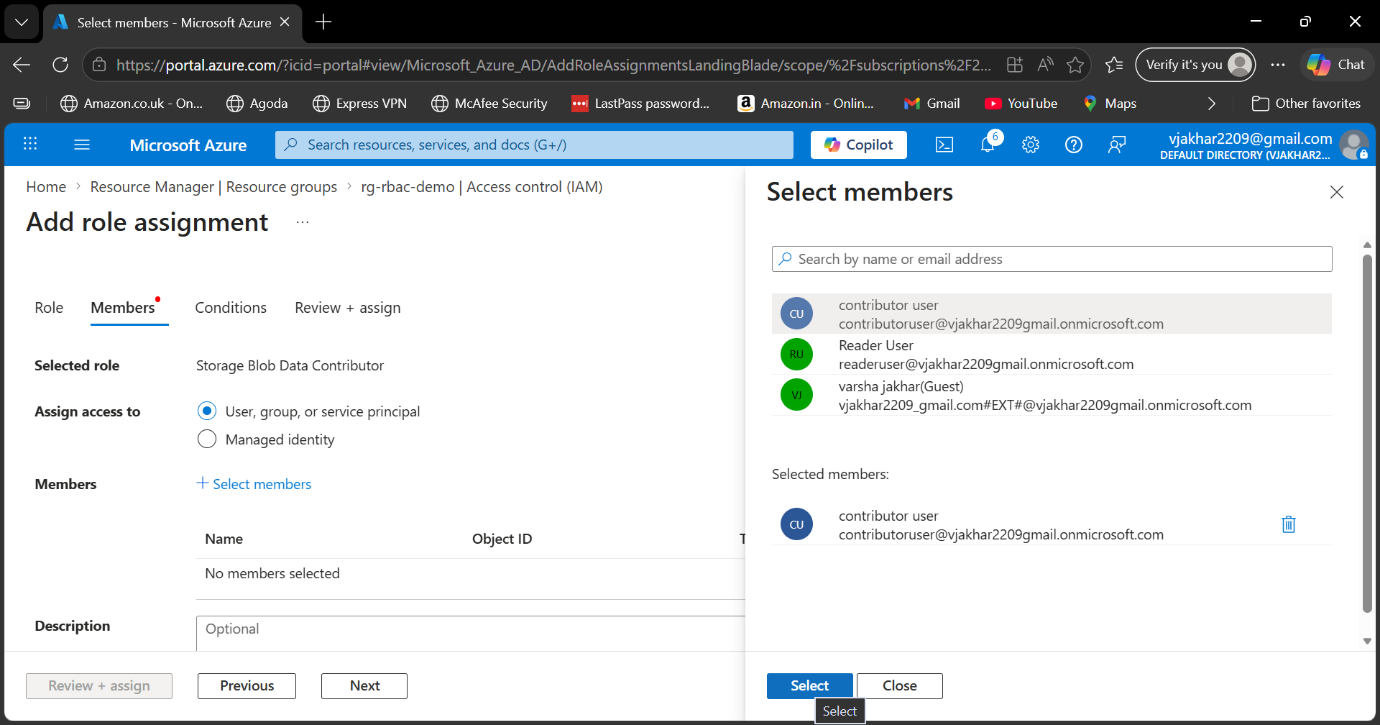 Select members - Microsoft Azure
https://portal.azure.com/?icid=portal#view/Microsoft_Azure_AD/AddRoleAssignmentsLandingBlade/scope/%2Fsubscriptions%2F2...
Verify it's you
Chat
Amazon.co.uk - On...
Agoda
Express VPN
McAfee Security
LastPass password...
Amazon.in - Onlin...
Gmail
YouTube
Maps
Other favorites
Microsoft Azure
Search resources, services, and docs (G+/)
Copilot
6
vjakhar2209@gmail.com
DEFAULT DIRECTORY (VJAKHAR2...
Home > Resource Manager | Resource groups > rg-rbac-demo | Access control (IAM)
Add role assignment ...
Role
Members
Conditions
Review + assign
Selected role
Storage Blob Data Contributor
Assign access to
User, group, or service principal
Managed identity
Members
+ Select members
Name
Object ID
T
No members selected
Description
Optional
Review + assign
Previous
Next
Select members
Search by name or email address
CU
contributor user
contributoruser@vjakhar2209gmail.onmicrosoft.com
RU
Reader User
readeruser@vjakhar2209gmail.onmicrosoft.com
VJ
varsha jakhar(Guest)
vjakhar2209_gmail.com#EXT#@vjakhar2209gmail.onmicrosoft.com
Selected members:
CU
contributor user
contributoruser@vjakhar2209gmail.onmicrosoft.com
Select
Close
Select